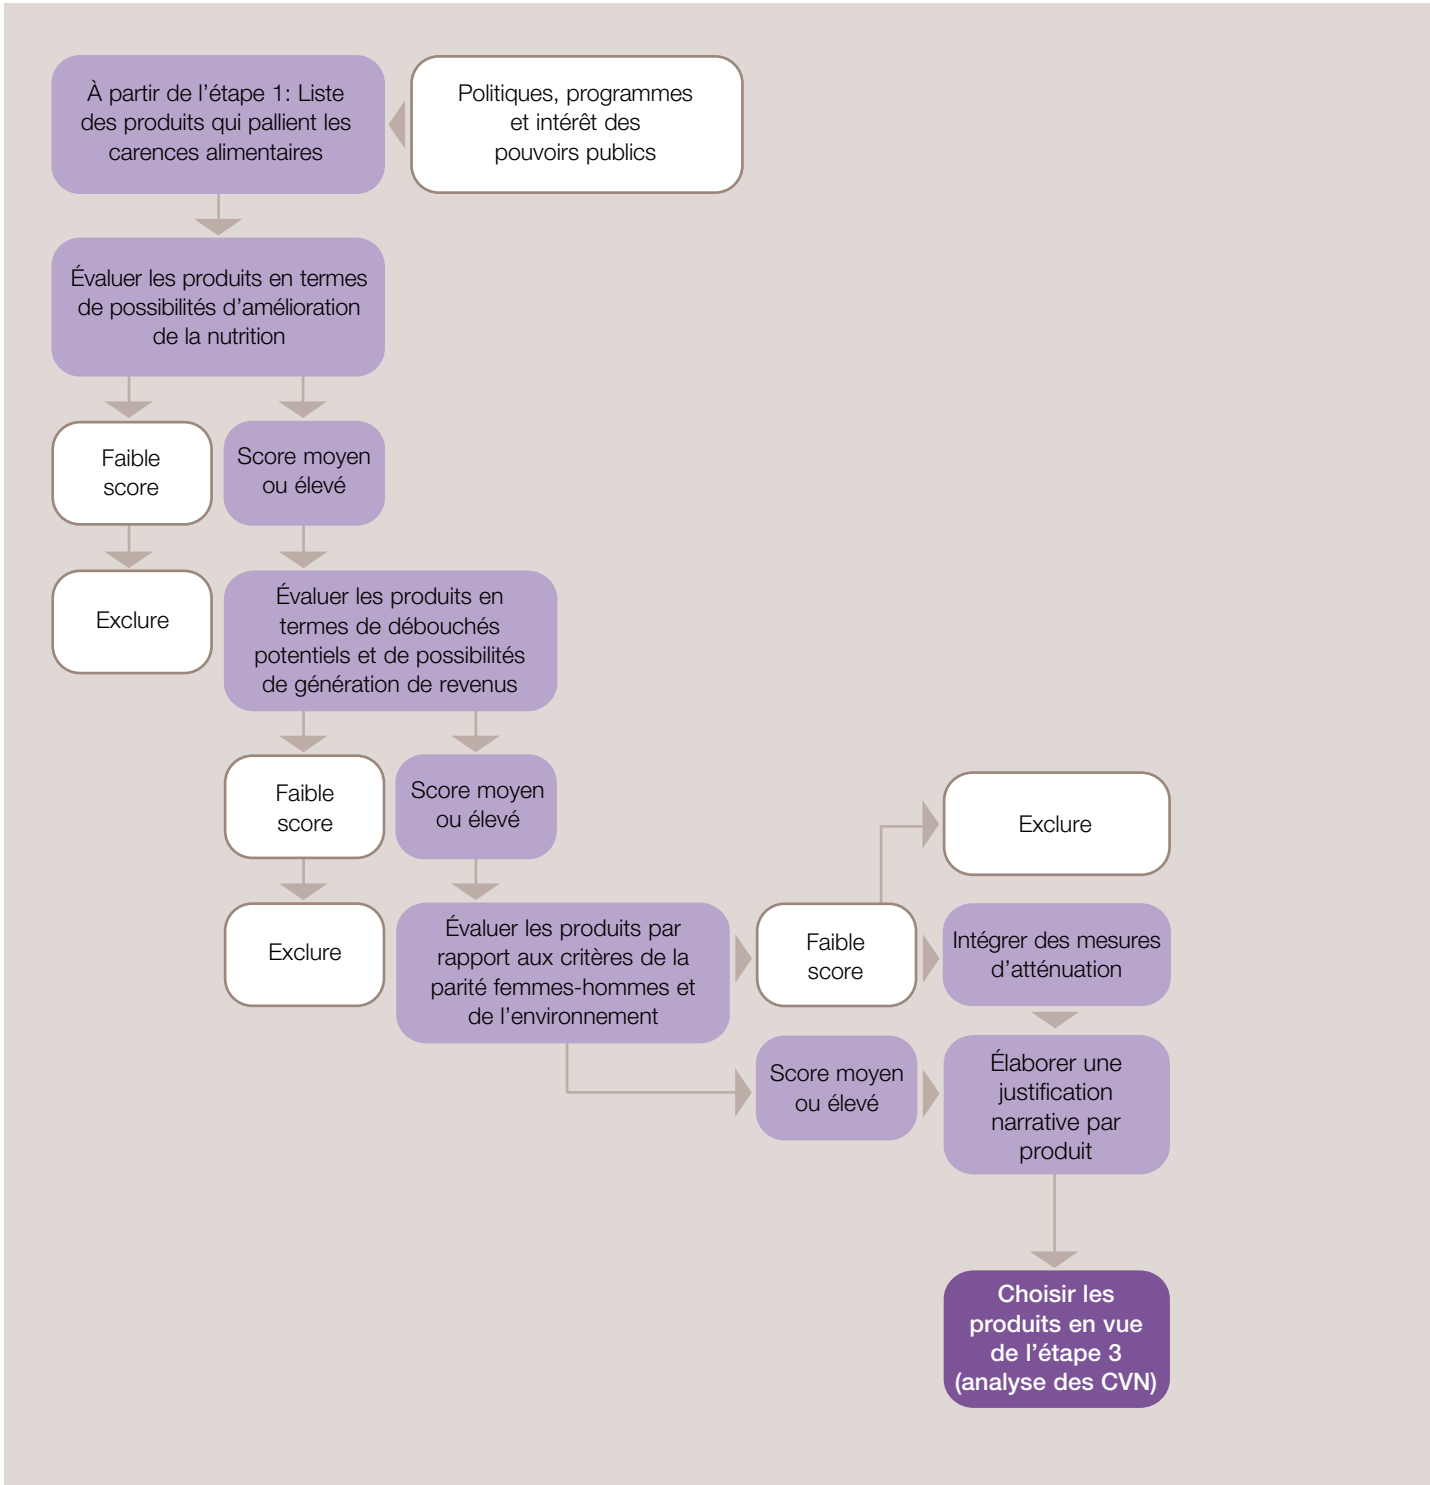 À partir de l’étape 1: Liste
des produits qui pallient les
carences alimentaires
Politiques, programmes
et intérêt des
pouvoirs publics
Évaluer les produits en termes
de possibilités d’amélioration
de la nutrition
Faible
score
Score moyen
ou élevé
Exclure
Évaluer les produits en
termes de débouchés
potentiels et de possibilités
de génération de revenus
Faible
score
Score moyen
ou élevé
Exclure
Exclure
Évaluer les produits par
rapport aux critères de la
parité femmes-hommes et
de l’environnement
Faible
score
Intégrer des mesures
d’atténuation
Score moyen
ou élevé
Élaborer une
justification
narrative par
produit
Choisir les
produits en vue
de l’étape 3
(analyse des CVN)